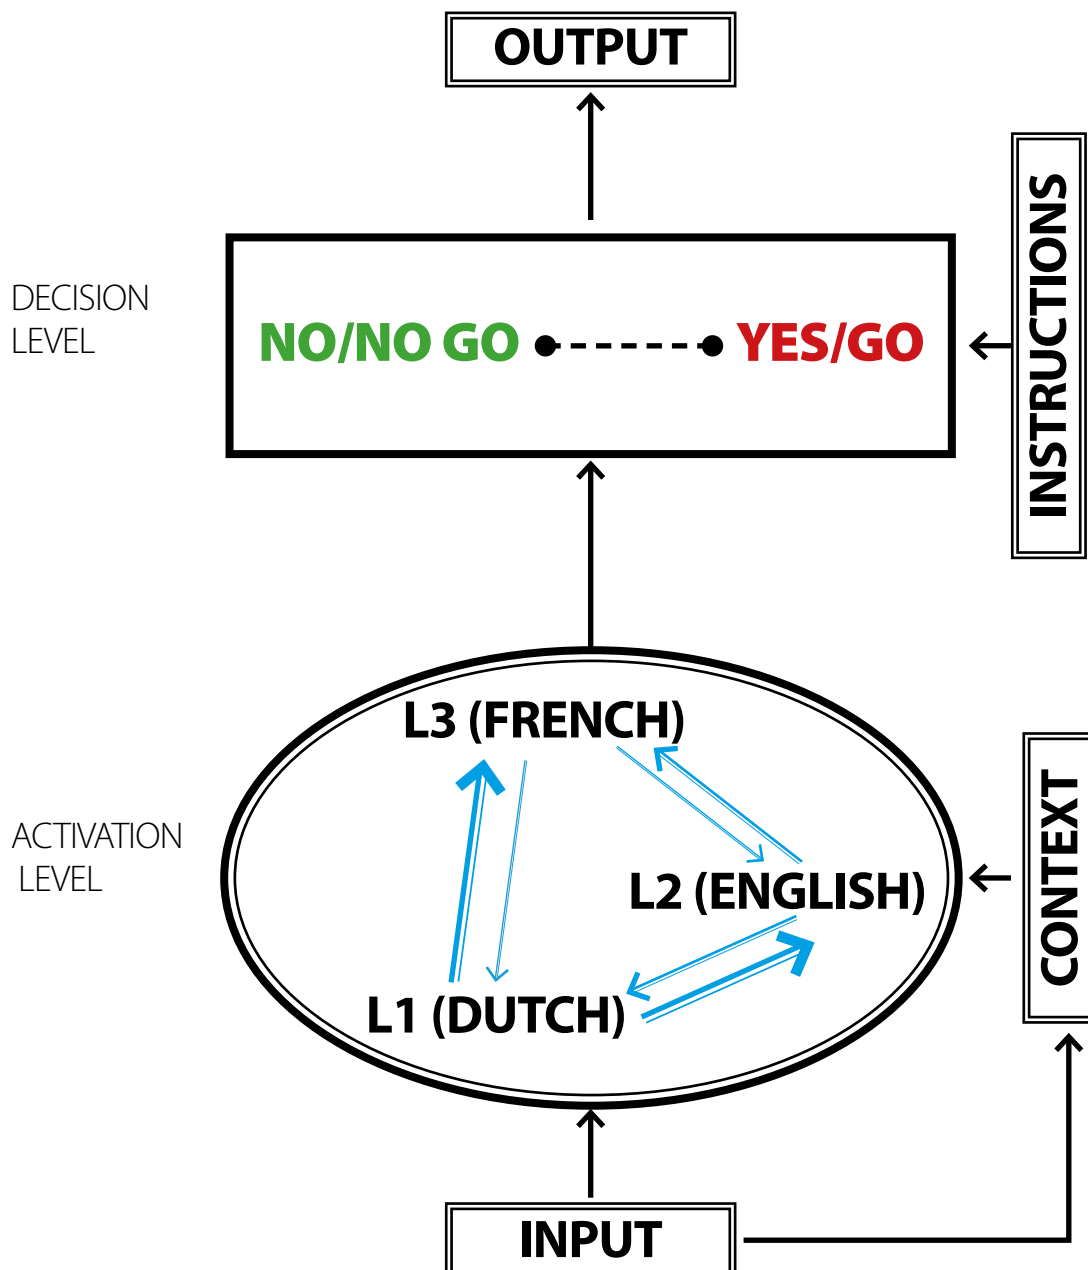 OUTPUT
INSTRUCTIONS
DECISION
LEVEL
NO/NO GO
YES/GO
L3 (FRENCH)
CONTEXT
ACTIVATION
LEVEL
L2 (ENGLISH)
L1 (DUTCH)
INPUT